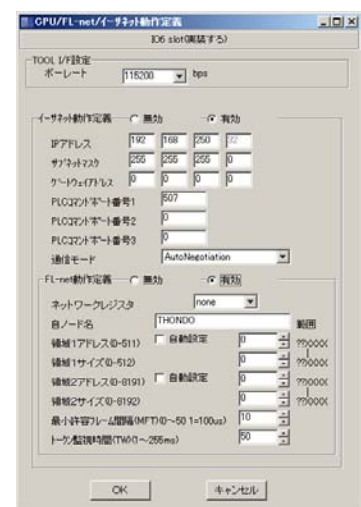 CPU/FL-net/イーサネット動作定義
IO6 slot(実装する)
TOOL I/F設定
ボーレート 115200 bps
イーサネット動作定義 無効 有効
IPアドレス 192 168 250 32
サブネットマスク 255 255 255 0
ゲートウェイアドレス 0 0 0 0
PLCコマンドポート番号1 507
PLCコマンドポート番号2 0
PLCコマンドポート番号3 0
通信モード AutoNegotiation
FL-net動作定義 無効 有効
ネットワークレジスタ none
自ノード名 THONDO 範囲
領域1アドレス(0-511) 自動設定 0
領域1サイズ(0-512) 0
領域2アドレス(0-8191) 自動設定 0
領域2サイズ(0-8192) 0
最小許容フレーム間隔(MFT)(0~50 1=100us) 10
トークン監視時間(TW)(1~255ms) 50
OK キャンセル